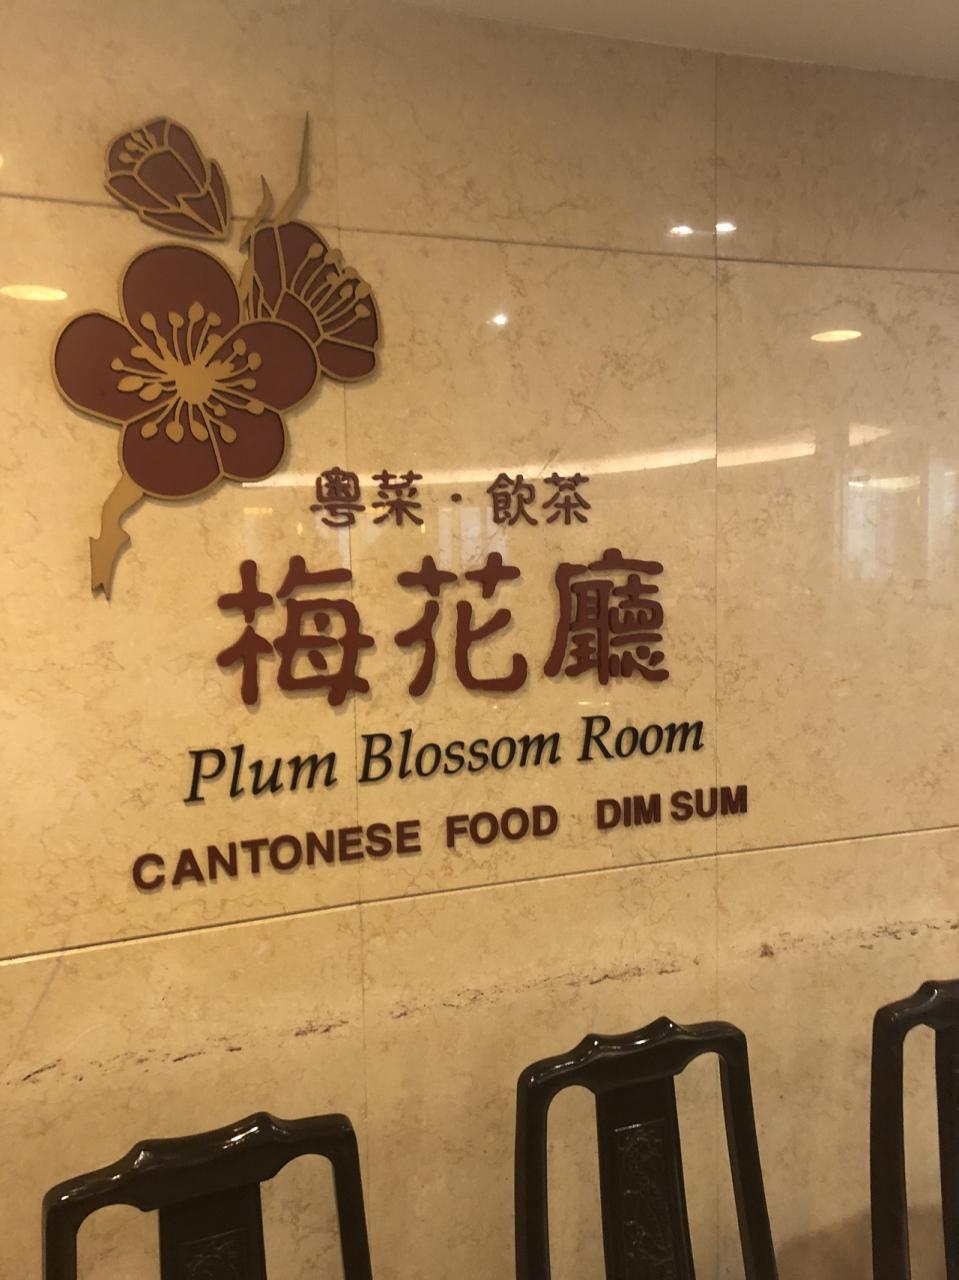 粵菜·飲茶
梅花廳
Plum Blossom Room
CANTONESE FOOD DIM SUM